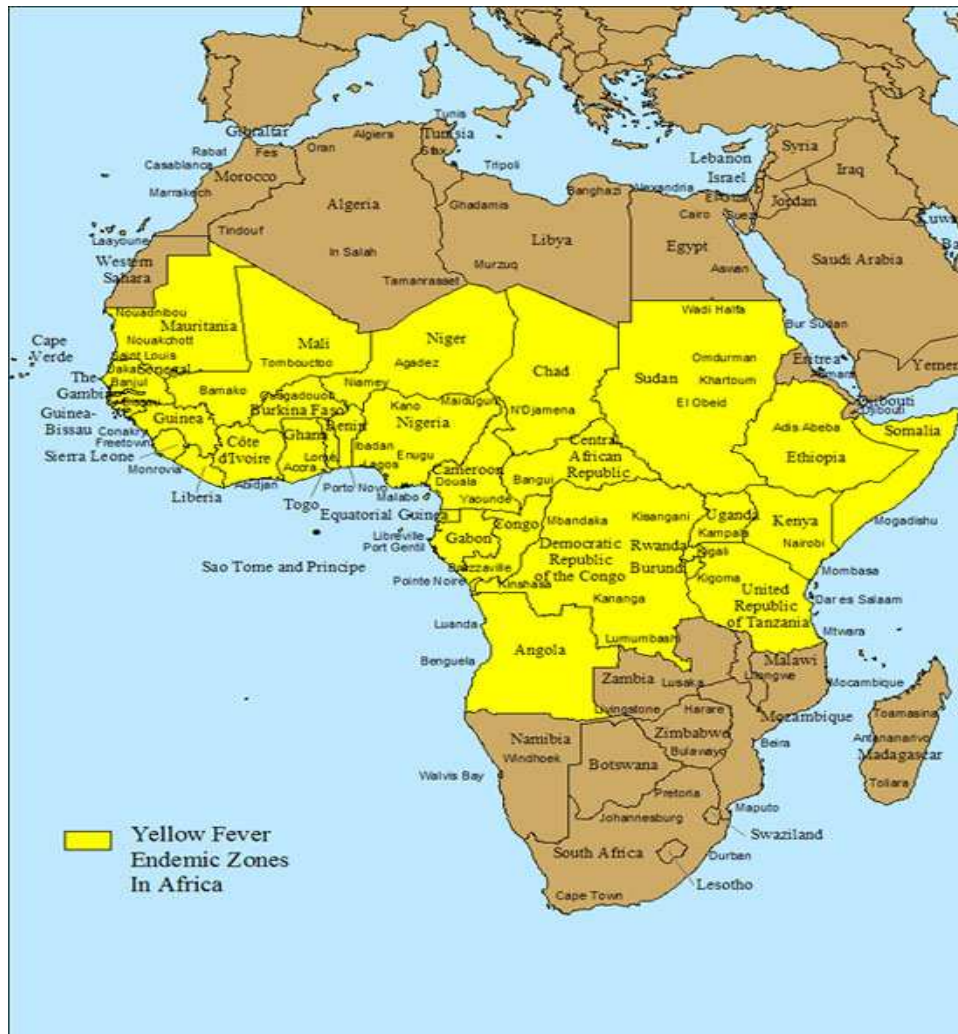 Tunis
Gibraltar
Algiers
Tunisia
Oran
Sfax
Rabat
Fes
Casablanca
Tripoli
Lebanon
Syria
Iraq
Israel
Morocco
Marrakech
Banghazi
Alexandria
Jordan
Algeria
Ghadamis
Cairo
Suez
Tindouf
Laayoune
In Salah
Libya
Egypt
Murzuq
Aswan
Saudi Arabia
Western
Sahara
Tamanrasset
Nouadhibou
Mauritania
Wadi Halfa
Bur Sudan
Nouakchott
Niger
Cape
Verde
Mali
Saint Louis
Tombouctoo
Agadez
Chad
Omdurman
Eritrea
Yemen
Senegal
Sudan
Khartoum
The
Gambia
Banjul
Bamako
Niamey
Maiduguri
El Obeid
Djibouti
Djibouti
Guinea-
Bissau
Burkina Faso
Kano
N'Djamena
Guinea
Benin
Nigeria
Adis Abeba
Somalia
Conakry
Freetown
Côte
d'Ivoire
Ghana
Ibadan
Central
African
Republic
Ethiopia
Sierra Leone
Lome
Enugu
Monrovia
Accra
Lagos
Cameroon
Douala
Bangui
Liberia
Abidjan
Togo
Porto Novo
Malabo
Yaounde
Equatorial Guinea
Congo
Mbandaka
Kisangani
Uganda
Kenya
Mogadishu
Libreville
Port Gentil
Gabon
Kampala
Nairobi
Democratic
Republic
of the Congo
Rwanda
Kigali
Sao Tome and Principe
Brazzaville
Burundi
Mombasa
Pointe Noire
Kinshasa
Kigoma
United
Republic
of Tanzania
Kananga
Dar es Salaam
Luanda
Mtwara
Angola
Lumumbashi
Benguela
Malawi
Zambia
Lusaka
Mocambique
Livingstone
Harare
Mozambique
Toamasina
Namibia
Zimbabwe
Beira
Antananarivo
Madagascar
Windhoek
Bulawayo
Walvis Bay
Botswana
Toliara
Pretoria
Maputo
Johannesburg
Swaziland
Yellow Fever
Endemic Zones
In Africa
South Africa
Durban
Lesotho
Cape Town